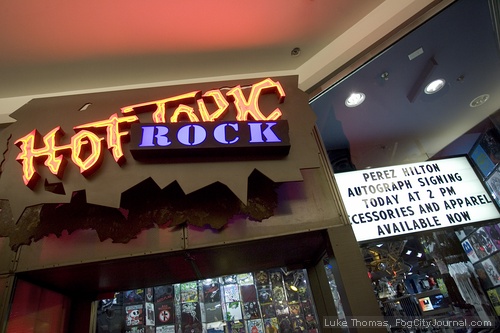 HOT TOPIC
ROCK
PEREZ HILTON
AUTOGRAPH SIGNING
TODAY AT 2 PM
CCESSORIES AND APPAREL
AVAILABLE NOW
Luke Thomas, FogCityJournal.com